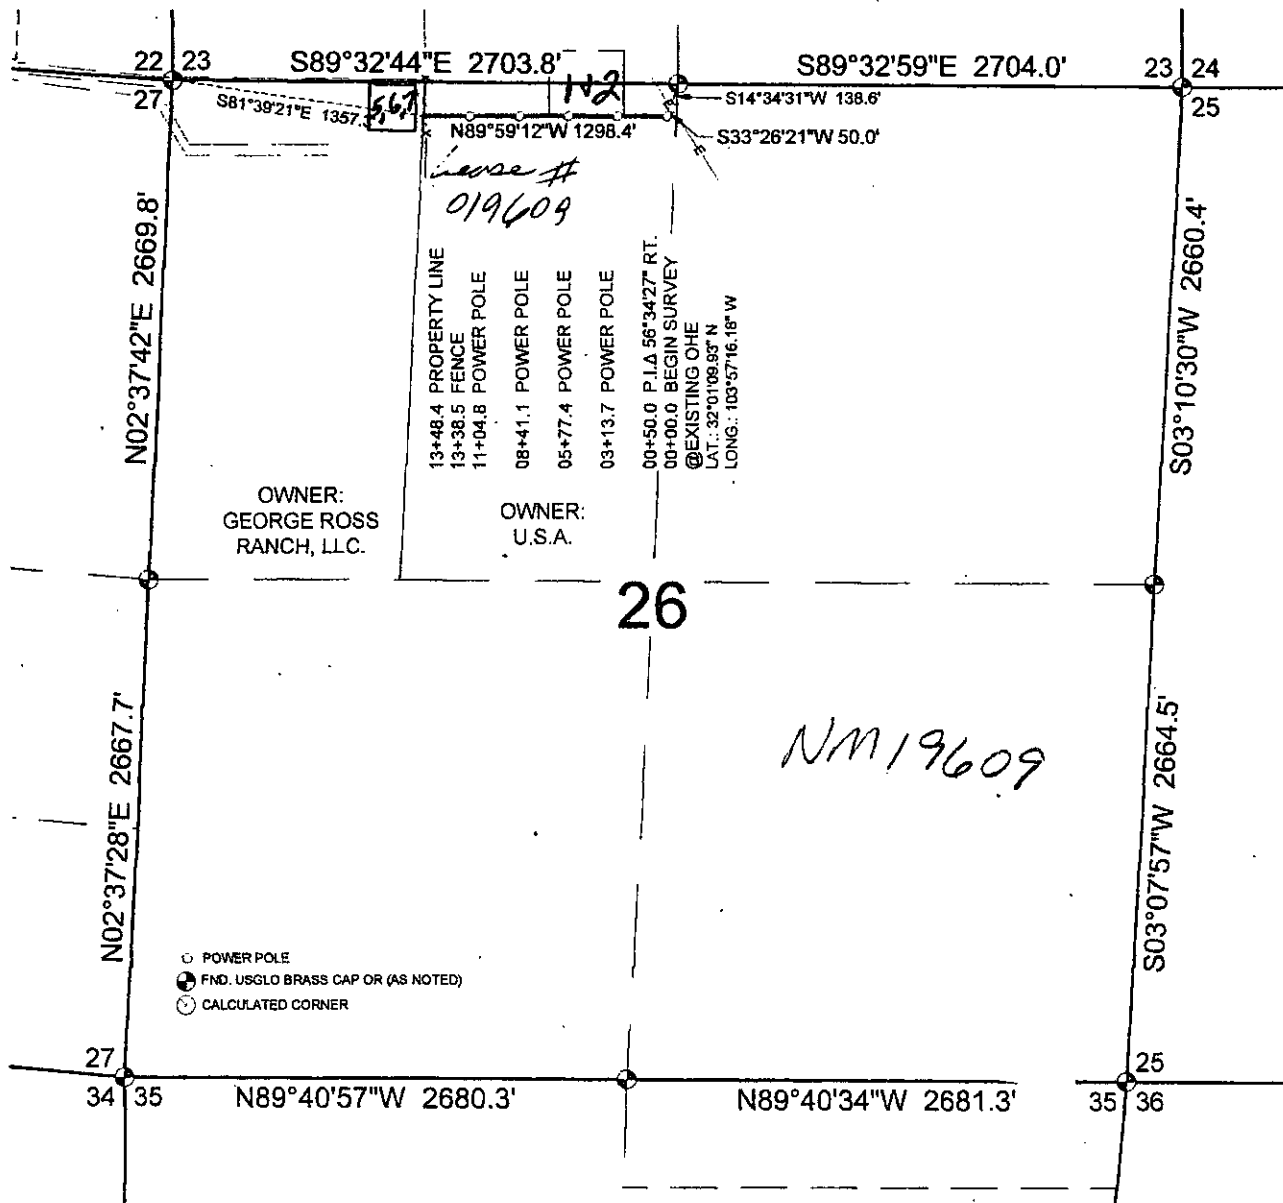 22 23
S89°32'44"E 2703.8'
S89°32'59"E 2704.0'
23 24
27
25
S81°39'21"E 1357.
5,6,7
1+2
S14°34'31"W 138.6'
N89°59'12"W 1298.4'
S33°26'21"W 50.0'
E
E
Lease #
019609
N02°37'42"E 2669.8'
13+48.4 PROPERTY LINE
13+38.5 FENCE
11+04.8 POWER POLE
08+41.1 POWER POLE
05+77.4 POWER POLE
03+13.7 POWER POLE
00+50.0 P.I.Δ 56°34'27" RT.
00+00.0 BEGIN SURVEY
@EXISTING OHE
LAT.: 32°01'09.93" N
LONG.: 103°57'16.18" W
S03°10'30"W 2660.4'
OWNER:
GEORGE ROSS
RANCH, LLC.
OWNER:
U.S.A.
26
NM19609
N02°37'28"E 2667.7'
S03°07'57"W 2664.5'
POWER POLE
FND. USGLO BRASS CAP OR (AS NOTED)
CALCULATED CORNER
27
25
34 35
N89°40'57"W 2680.3'
N89°40'34"W 2681.3'
35 36